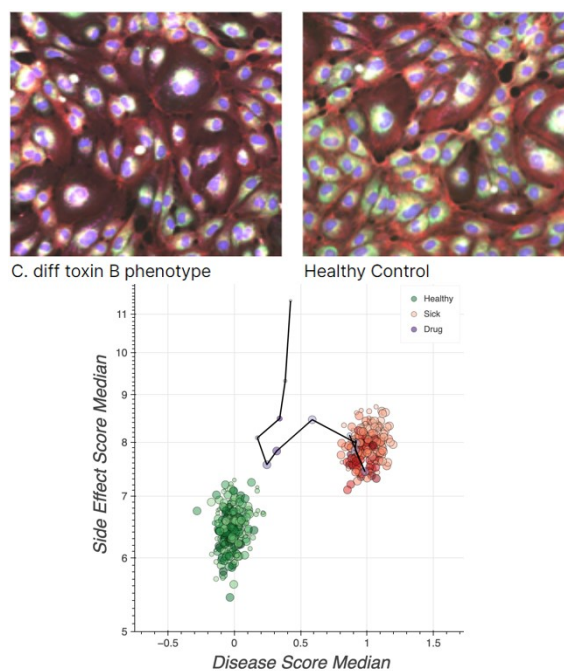 C. diff toxin B phenotype
Healthy Control
Healthy
Sick
Drug
Side Effect Score Median
11
10
9
8
7
6
5
−0.5
0
0.5
1
1.5
Disease Score Median